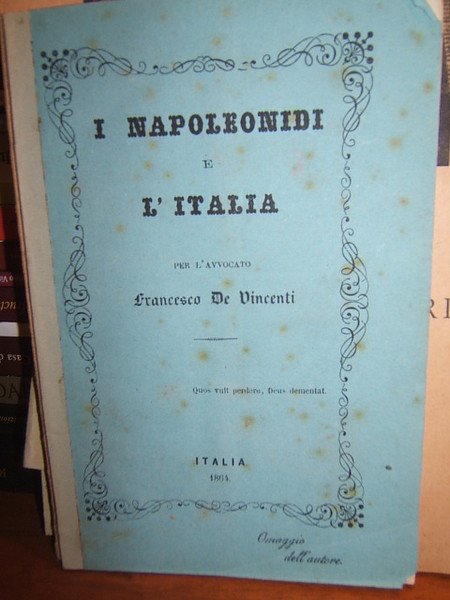 I NAPOLEONIDI
E
L'ITALIA
PER L'AVVOCATO
Francesco De Vincenti
Quos vult perdere, Deus dementat.
ITALIA
1864.
Omaggio
dell'autore.